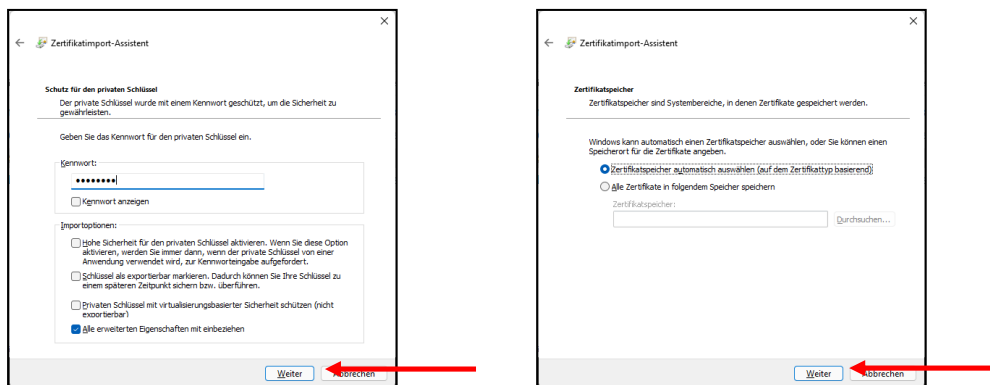 Zertifikatimport-Assistent
Schutz für den privaten Schlüssel
Der private Schlüssel wurde mit einem Kennwort geschützt, um die Sicherheit zu
gewährleisten.
Geben Sie das Kennwort für den privaten Schlüssel ein.
Kennwort:
••••••••
Kennwort anzeigen
Importoptionen:
Hohe Sicherheit für den privaten Schlüssel aktivieren. Wenn Sie diese Option
aktivieren, werden Sie immer dann, wenn der private Schlüssel von einer
Anwendung verwendet wird, zur Kennworteingabe aufgefordert.
Schlüssel als exportierbar markieren. Dadurch können Sie Ihre Schlüssel zu
einem späteren Zeitpunkt sichern bzw. überführen.
Privaten Schlüssel mit virtualisierungsbasierter Sicherheit schützen (nicht
exportierbar)
Alle erweiterten Eigenschaften mit einbeziehen
Weiter
Abbrechen
Zertifikatimport-Assistent
Zertifikatspeicher
Zertifikatspeicher sind Systembereiche, in denen Zertifikate gespeichert werden.
Windows kann automatisch einen Zertifikatspeicher auswählen, oder Sie können einen
Speicherort für die Zertifikate angeben.
Zertifikatspeicher automatisch auswählen (auf dem Zertifikattyp basierend)
Alle Zertifikate in folgendem Speicher speichern
Zertifikatspeicher:
Durchsuchen...
Weiter
Abbrechen